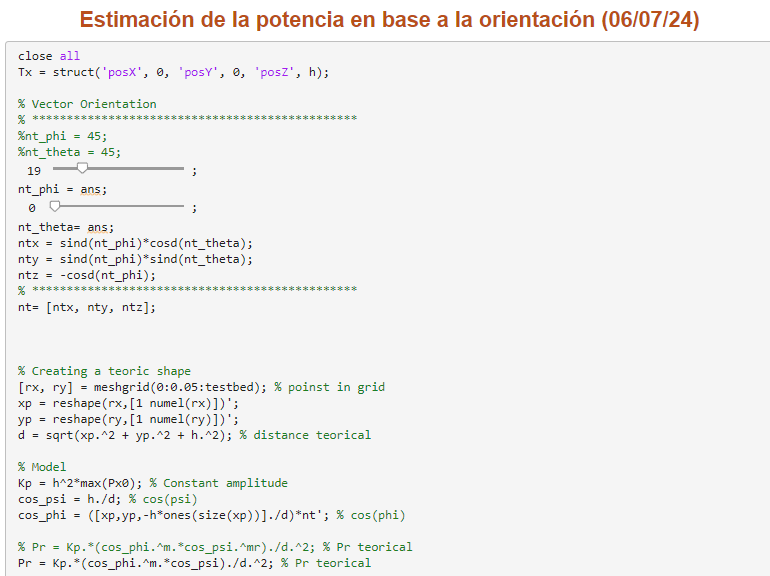 Estimación de la potencia en base a la orientación (06/07/24)
close all
Tx = struct('posX', 0, 'posY', 0, 'posZ', h);
% Vector Orientation
% ***********************************************
%nt_phi = 45;
%nt_theta = 45;
19 ;
nt_phi = ans;
0 ;
nt_theta= ans;
ntx = sind(nt_phi)*cosd(nt_theta);
nty = sind(nt_phi)*sind(nt_theta);
ntz = -cosd(nt_phi);
% ***********************************************
nt= [ntx, nty, ntz];
% Creating a teoric shape
[rx, ry] = meshgrid(0:0.05:testbed); % poinst in grid
xp = reshape(rx,[1 numel(rx)])';
yp = reshape(ry,[1 numel(ry)])';
d = sqrt(xp.^2 + yp.^2 + h.^2); % distance teorical
% Model
Kp = h^2*max(Px0); % Constant amplitude
cos_psi = h./d; % cos(psi)
cos_phi = ([xp,yp,-h*ones(size(xp))]./d)*nt'; % cos(phi)
% Pr = Kp.*(cos_phi.^m.*cos_psi.^mr)./d.^2; % Pr teorical
Pr = Kp.*(cos_phi.^m.*cos_psi)./d.^2; % Pr teorical